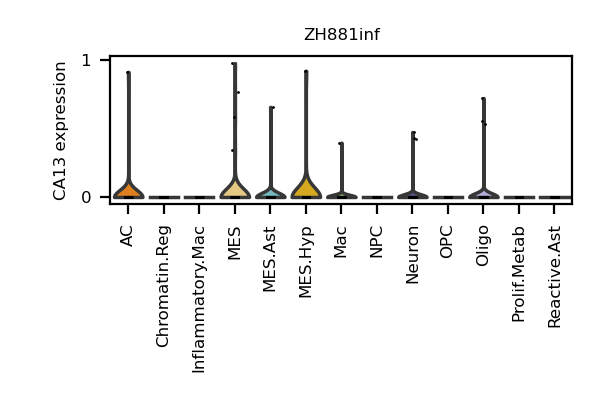 ZH881inf
CA13 expression
1
0
AC
Chromatin.Reg
Inflammatory.Mac
MES
MES.Ast
MES.Hyp
Mac
NPC
Neuron
OPC
Oligo
Prolif.Metab
Reactive.Ast